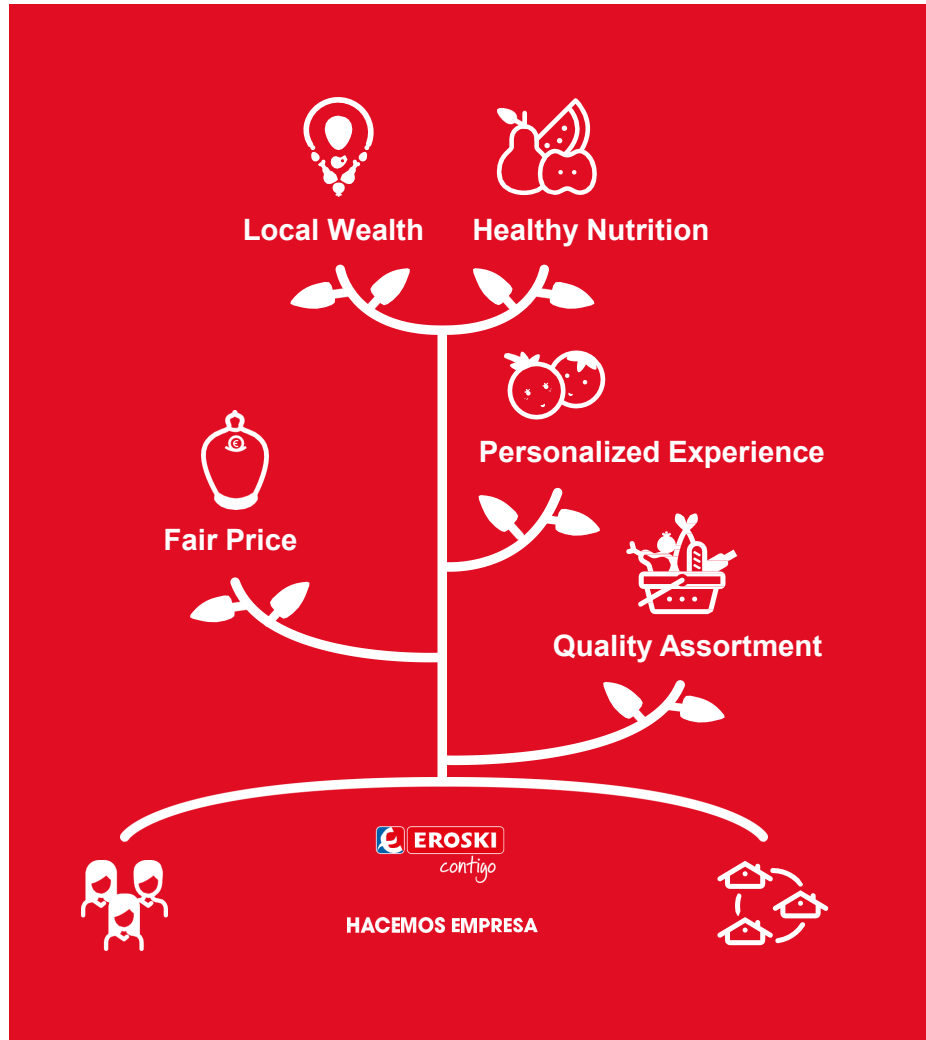 Local Wealth
Healthy Nutrition
Personalized Experience
Fair Price
Quality Assortment
EROSKI
contigo
HACEMOS EMPRESA